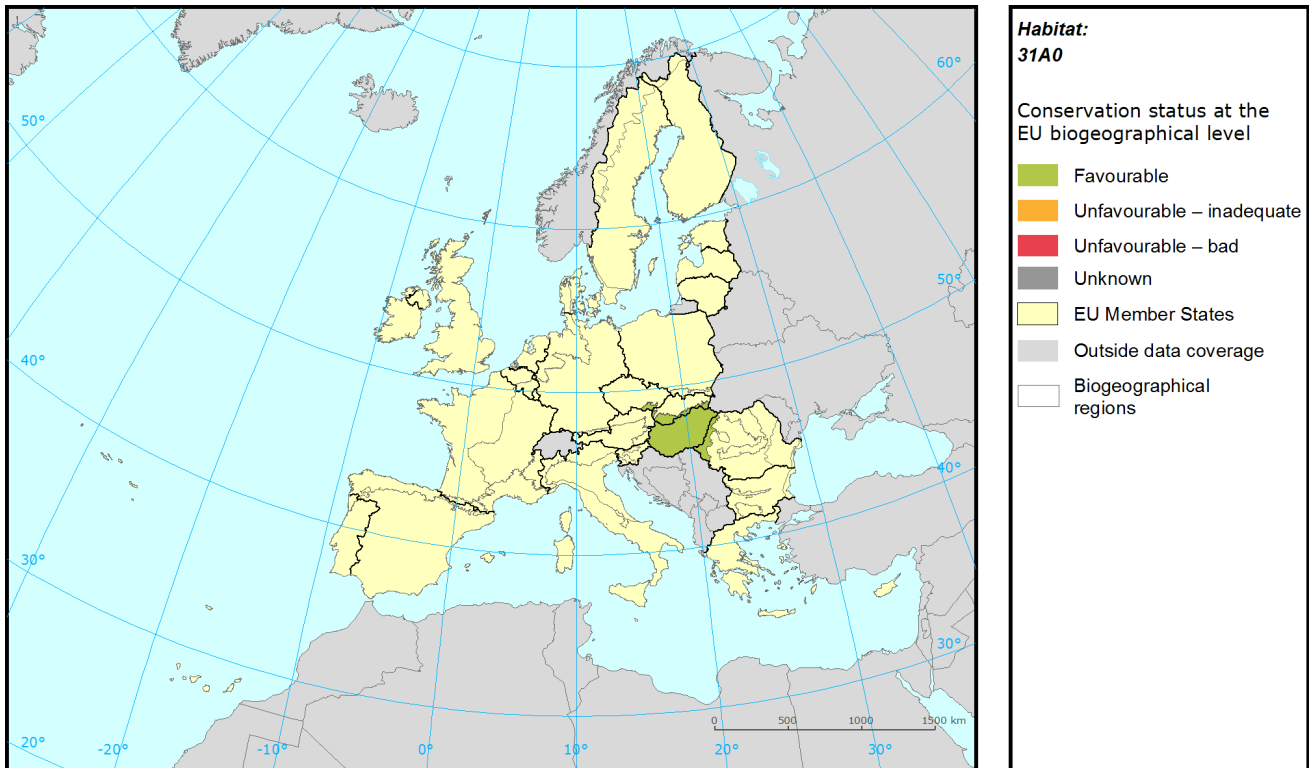 60°
50°
50°
40°
40°
30°
30°
20°
-20°
-10°
0°
10°
20°
30°
0 500 1000 1500 km
Habitat:
31A0
Conservation status at the
EU biogeographical level
Favourable
Unfavourable – inadequate
Unfavourable – bad
Unknown
EU Member States
Outside data coverage
Biogeographical
regions